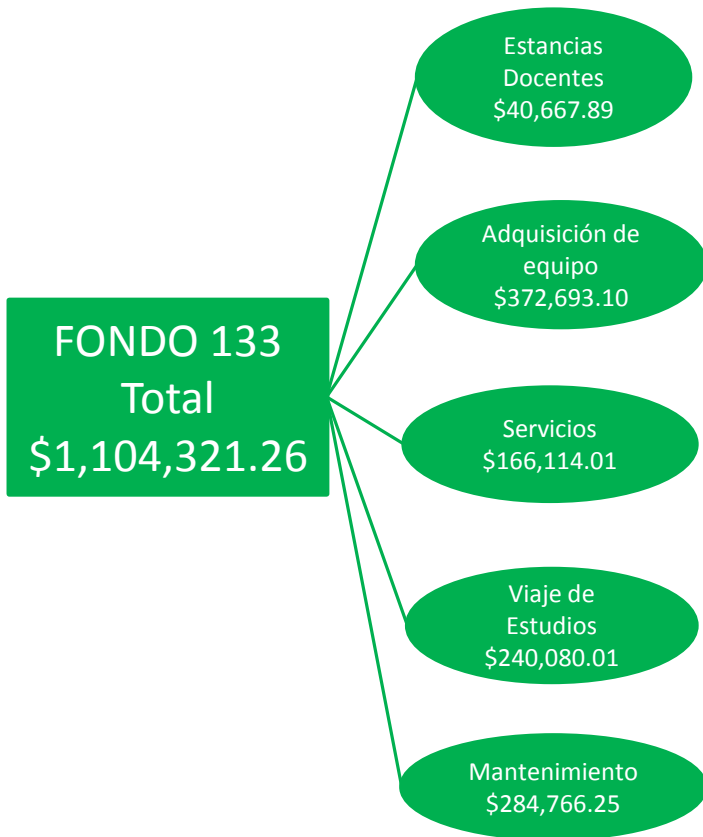 FONDO 133
Total
$1,104,321.26
Estancias
Docentes
$40,667.89
Adquisición de
equipo
$372,693.10
Servicios
$166,114.01
Viaje de
Estudios
$240,080.01
Mantenimiento
$284,766.25